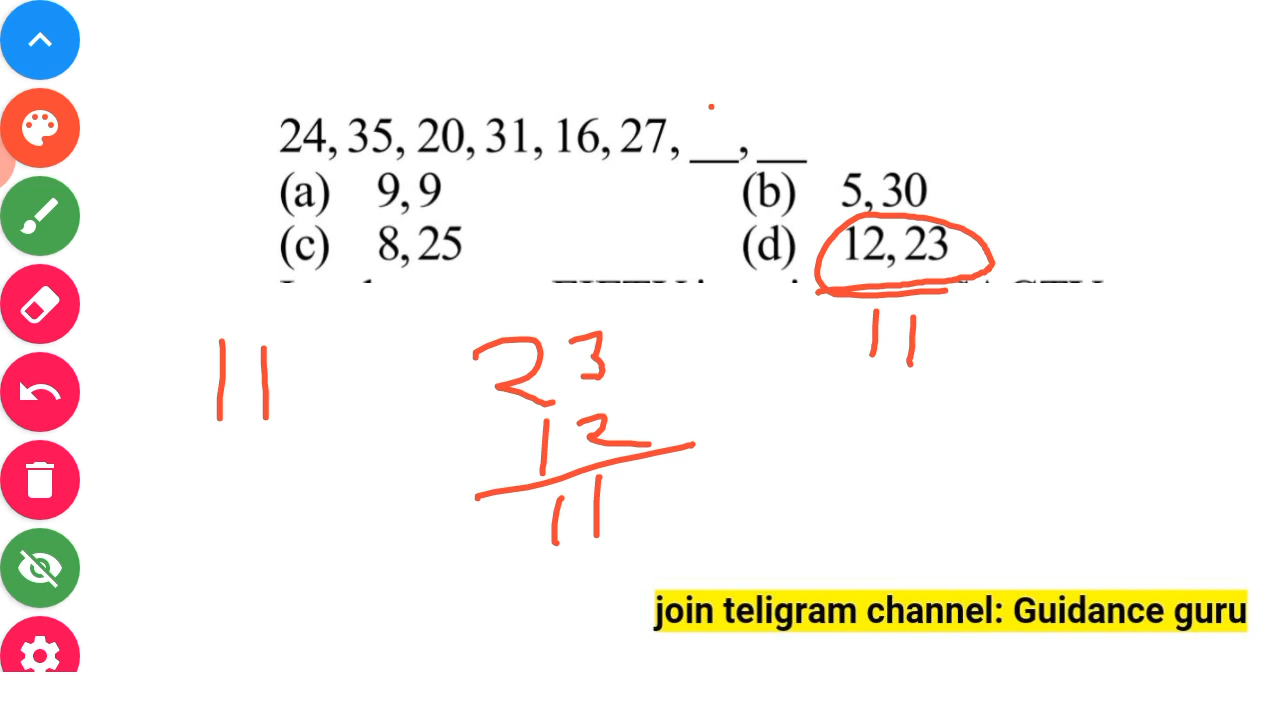 24, 35, 20, 31, 16, 27, __, __
(a) 9, 9 (b) 5, 30
(c) 8, 25 (d) 12, 23
11
11
23
12
11
join teligram channel: Guidance guru